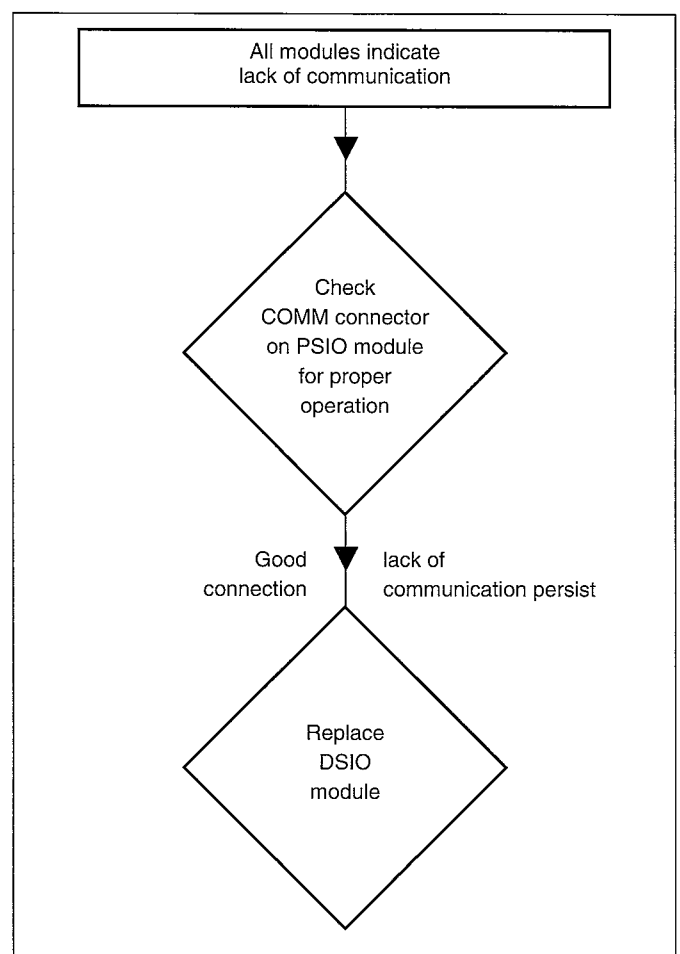 All modules indicate
lack of communication
Check
COMM connector
on PSIO module
for proper
operation
Good
connection
lack of
communication persist
Replace
DSIO
module